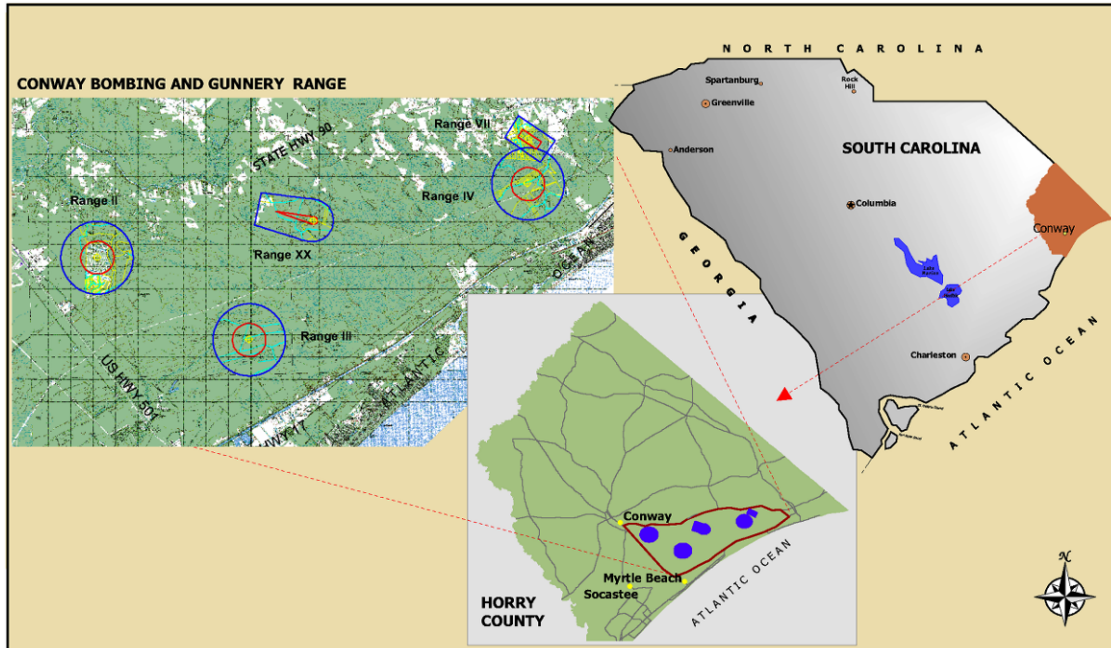 NORTH CAROLINA
CONWAY BOMBING AND GUNNERY RANGE
Spartanburg
Rock
Hill
Greenville
Anderson
SOUTH CAROLINA
Columbia
Conway
GEORGIA
Charleston
ATLANTIC OCEAN
Range VII
STATE HWY 90
Range IV
Range II
Range XX
Range III
US HWY 501
HWY 17
ATLANTIC OCEAN
Conway
Myrtle Beach
Socastee
ATLANTIC OCEAN
HORRY
COUNTY
N